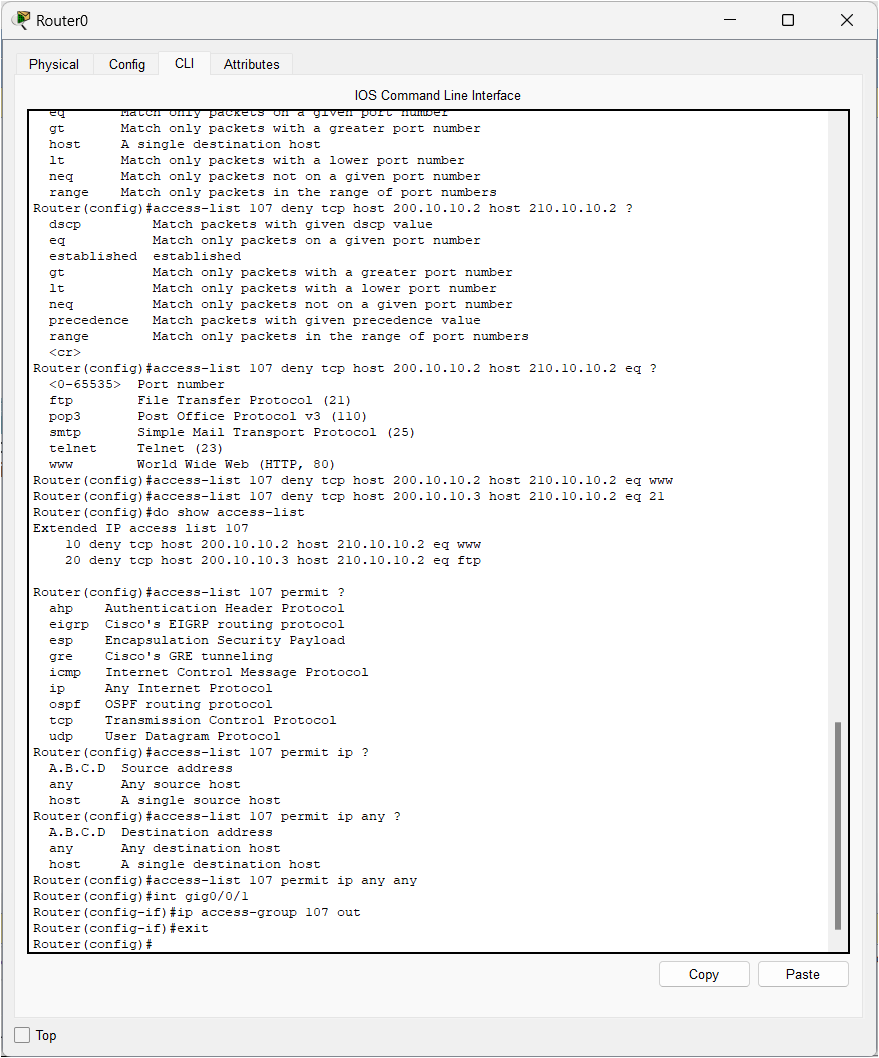 Router0
Physical Config CLI Attributes
IOS Command Line Interface
eq Match only packets on a given port number
gt Match only packets with a greater port number
host A single destination host
lt Match only packets with a lower port number
neq Match only packets not on a given port number
range Match only packets in the range of port numbers
Router(config)#access-list 107 deny tcp host 200.10.10.2 host 210.10.10.2 ?
dscp Match packets with given dscp value
eq Match only packets on a given port number
established established
gt Match only packets with a greater port number
lt Match only packets with a lower port number
neq Match only packets not on a given port number
precedence Match packets with given precedence value
range Match only packets in the range of port numbers
<cr>
Router(config)#access-list 107 deny tcp host 200.10.10.2 host 210.10.10.2 eq ?
<0-65535> Port number
ftp File Transfer Protocol (21)
pop3 Post Office Protocol v3 (110)
smtp Simple Mail Transport Protocol (25)
telnet Telnet (23)
www World Wide Web (HTTP, 80)
Router(config)#access-list 107 deny tcp host 200.10.10.2 host 210.10.10.2 eq www
Router(config)#access-list 107 deny tcp host 200.10.10.3 host 210.10.10.2 eq 21
Router(config)#do show access-list
Extended IP access list 107
10 deny tcp host 200.10.10.2 host 210.10.10.2 eq www
20 deny tcp host 200.10.10.3 host 210.10.10.2 eq ftp
Router(config)#access-list 107 permit ?
ahp Authentication Header Protocol
eigrp Cisco's EIGRP routing protocol
esp Encapsulation Security Payload
gre Cisco's GRE tunneling
icmp Internet Control Message Protocol
ip Any Internet Protocol
ospf OSPF routing protocol
tcp Transmission Control Protocol
udp User Datagram Protocol
Router(config)#access-list 107 permit ip ?
A.B.C.D Source address
any Any source host
host A single source host
Router(config)#access-list 107 permit ip any ?
A.B.C.D Destination address
any Any destination host
host A single destination host
Router(config)#access-list 107 permit ip any any
Router(config)#int gig0/0/1
Router(config-if)#ip access-group 107 out
Router(config-if)#exit
Router(config)#
Copy Paste
Top